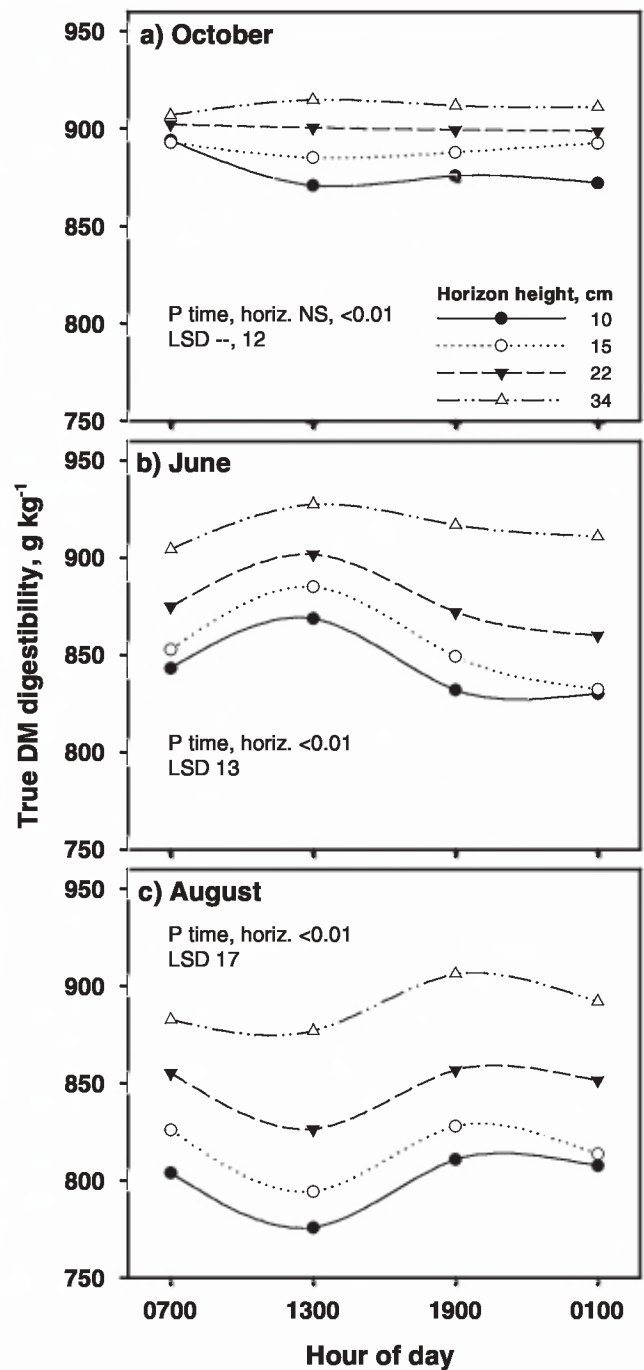 True DM digestibility, g kg⁻¹
a) October
950
900
850
800
750
P time, horiz. NS, <0.01
LSD --, 12
Horizon height, cm
10
15
22
34
b) June
950
900
850
800
750
P time, horiz. <0.01
LSD 13
c) August
950
900
850
800
750
P time, horiz. <0.01
LSD 17
0700 1300 1900 0100
Hour of day